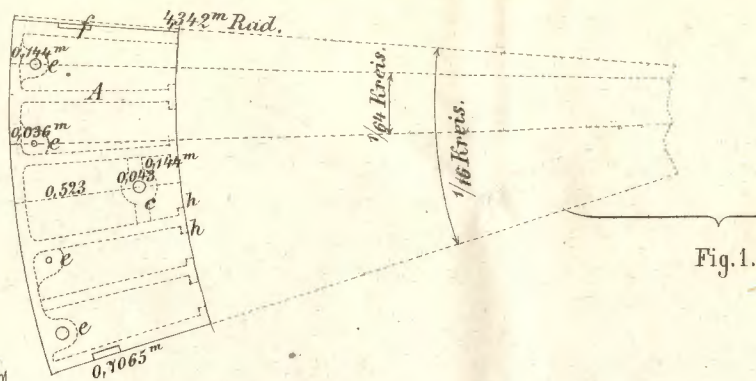 f
4,342ᵐ Rad.
0,144ᵐ
e
A
0,036ᵐ
e
1/64 Kreis.
1/16 Kreis.
0,144ᵐ
0,043
0,523
c
h
h
e
e
0,7065ᵐ
Fig. 1.